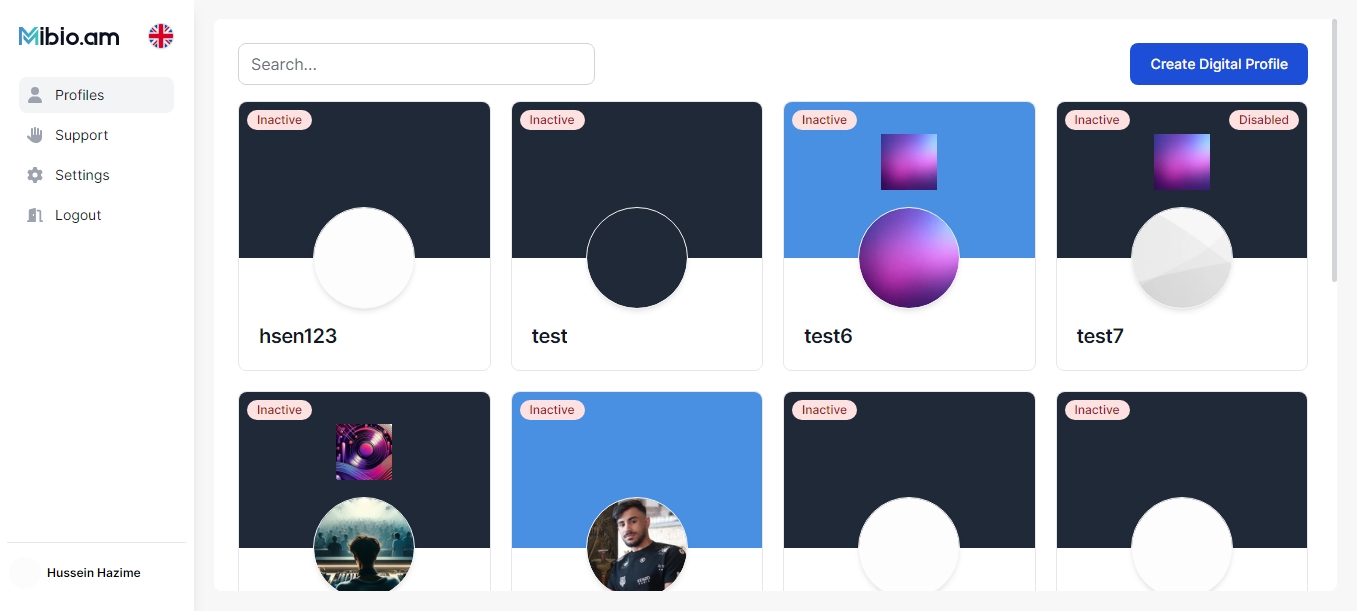 Mibio.am
Profiles
Support
Settings
Logout
Hussein Hazime
Search...
Create Digital Profile
Inactive
hsen123
Inactive
test
Inactive
test6
Inactive
Disabled
test7
Inactive
Inactive
Inactive
Inactive